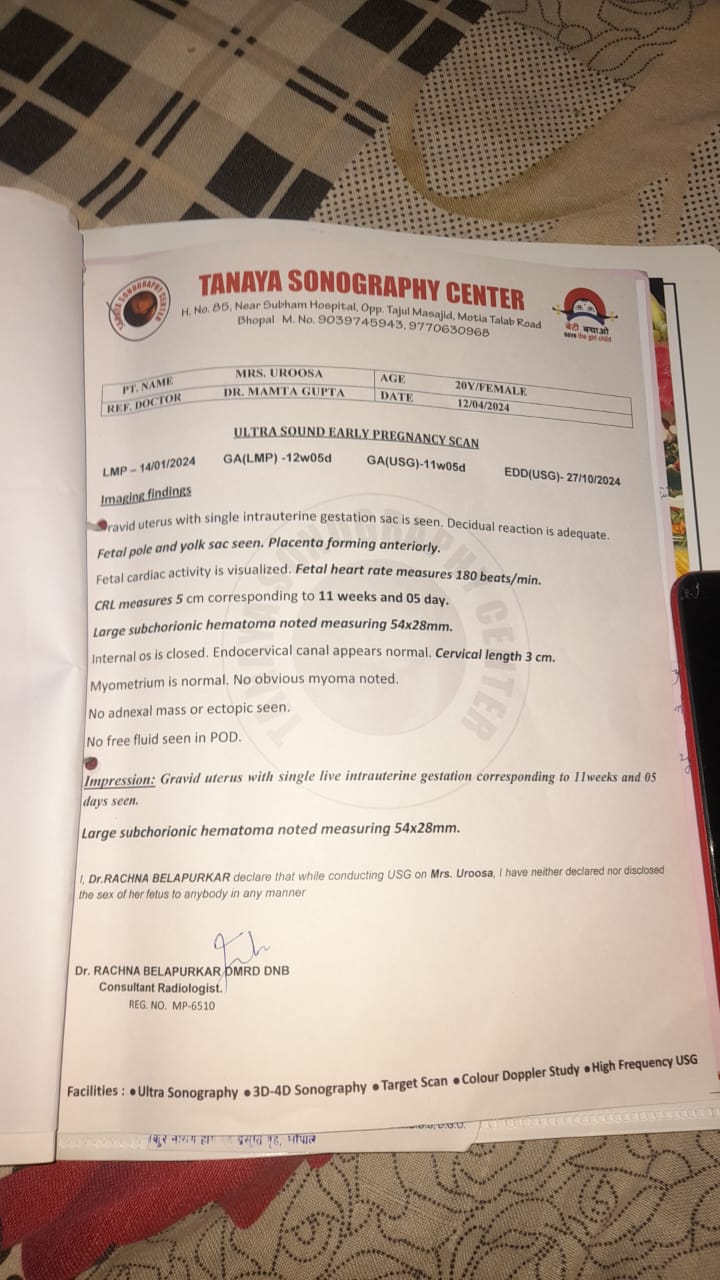 TANAYA SONOGRAPHY CENTER
TANAYA SONOGRAPHY CENTER
H. No. 85, Near Subham Hospital, Opp. Tajul Masajid, Motia Talab Road
Bhopal M. No. 9039745943, 9770630968
बेटी बचाओ
save the girl child
PT. NAME MRS. UROOSA AGE 20Y/FEMALE
REF. DOCTOR DR. MAMTA GUPTA DATE 12/04/2024
ULTRA SOUND EARLY PREGNANCY SCAN
LMP – 14/01/2024 GA(LMP) -12w05d GA(USG)-11w05d EDD(USG)- 27/10/2024
Imaging findings
ravid uterus with single intrauterine gestation sac is seen. Decidual reaction is adequate.
Fetal pole and yolk sac seen. Placenta forming anteriorly.
Fetal cardiac activity is visualized. Fetal heart rate measures 180 beats/min.
CRL measures 5 cm corresponding to 11 weeks and 05 day.
Large subchorionic hematoma noted measuring 54x28mm.
Internal os is closed. Endocervical canal appears normal. Cervical length 3 cm.
Myometrium is normal. No obvious myoma noted.
No adnexal mass or ectopic seen.
No free fluid seen in POD.
Impression: Gravid uterus with single live intrauterine gestation corresponding to 11weeks and 05
days seen.
Large subchorionic hematoma noted measuring 54x28mm.
I, Dr.RACHNA BELAPURKAR declare that while conducting USG on Mrs. Uroosa, I have neither declared nor disclosed
the sex of her fetus to anybody in any manner
Dr. RACHNA BELAPURKAR DMRD DNB
Consultant Radiologist.
REG. NO. MP-6510
Facilities : ●Ultra Sonography ●3D-4D Sonography ●Target Scan ●Colour Doppler Study ●High Frequency USG
प्रसूति गृह, भोपाल